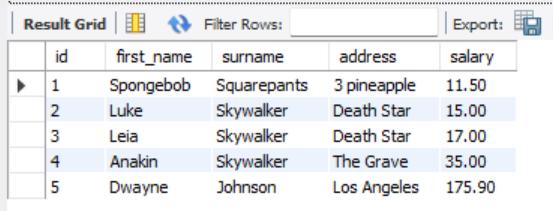 Result Grid Filter Rows: Export:
id first_name surname address salary
1 Spongebob Squarepants 3 pineapple 11.50
2 Luke Skywalker Death Star 15.00
3 Leia Skywalker Death Star 17.00
4 Anakin Skywalker The Grave 35.00
5 Dwayne Johnson Los Angeles 175.90